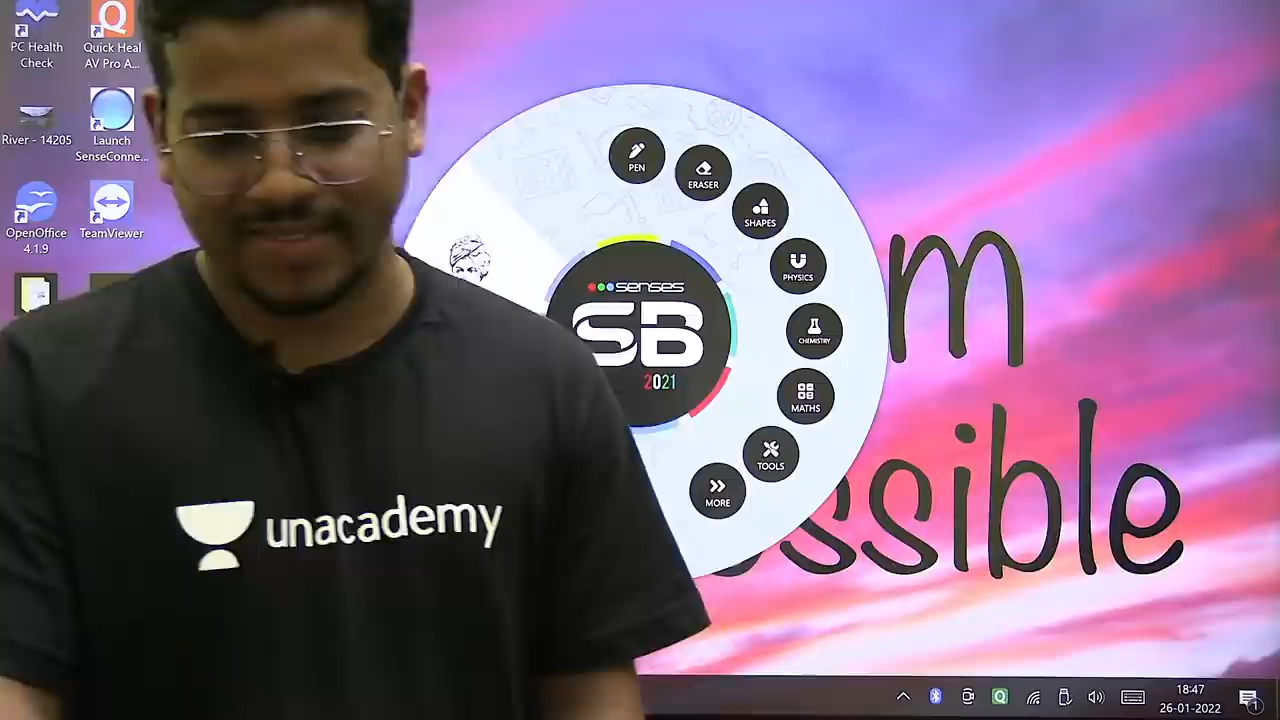 PC Health
Check
Quick Heal
AV Pro A...
River - 14205
Launch
SenseConne...
OpenOffice
4.1.9
TeamViewer
PEN
ERASER
SHAPES
PHYSICS
CHEMISTRY
MATHS
TOOLS
MORE
senses
SB
2021
m
ssible
unacademy
18:47
26-01-2022
1